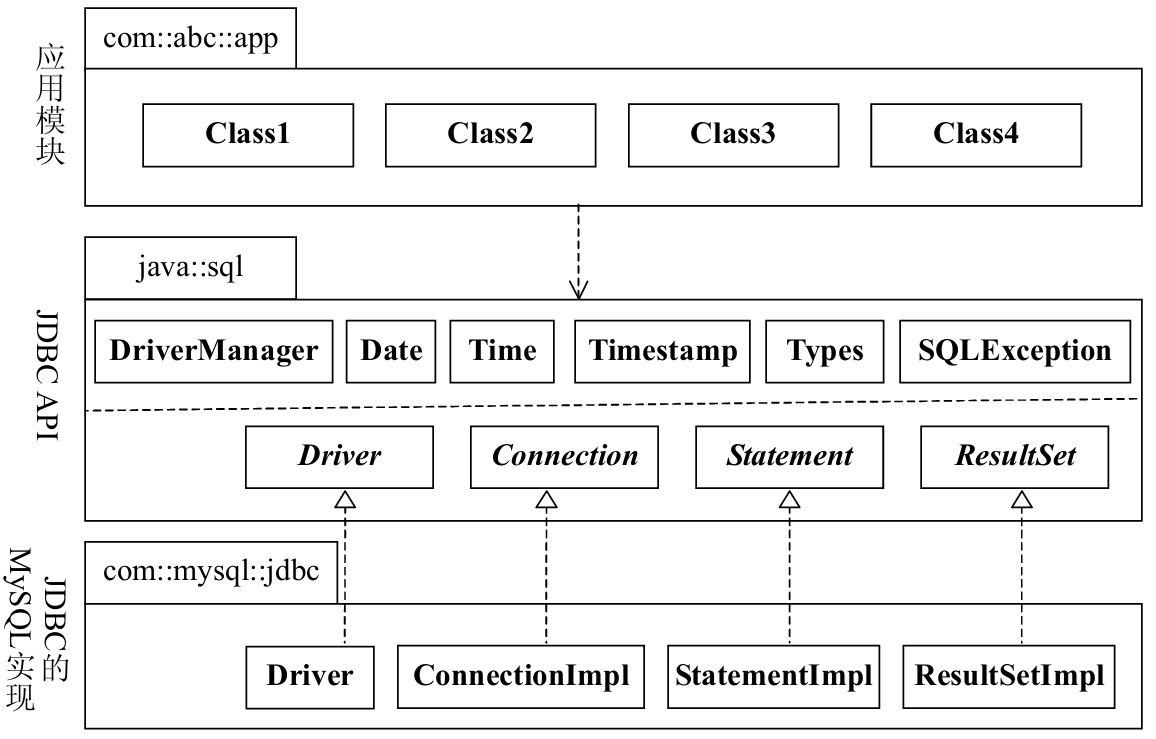 com::abc::app
应用模块
Class1 Class2 Class3 Class4
java::sql
JDBC API
DriverManager Date Time Timestamp Types SQLException
Driver Connection Statement ResultSet
com::mysql::jdbc
JDBC的
MySQL实现
Driver ConnectionImpl StatementImpl ResultSetImpl